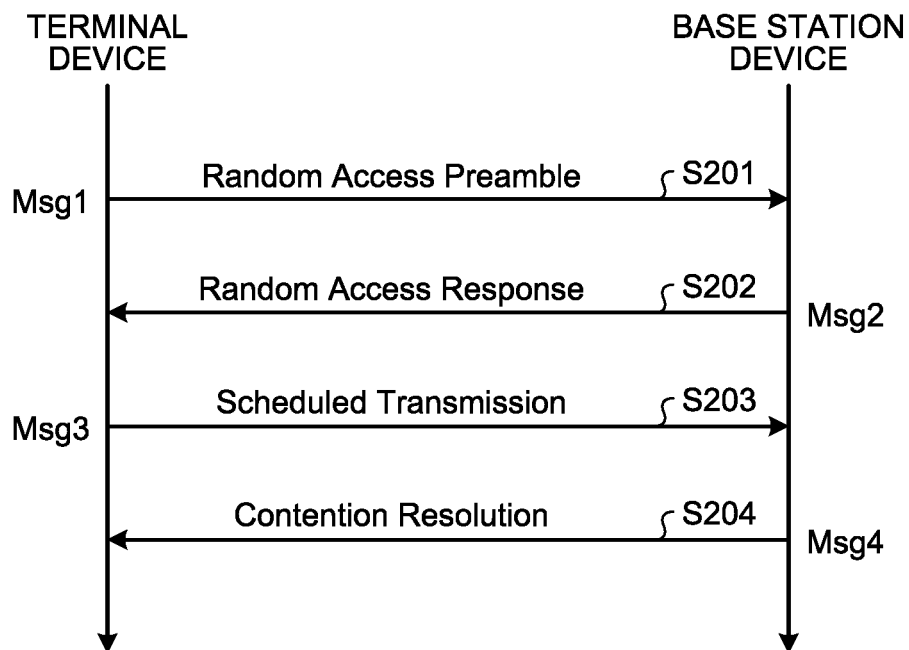 TERMINAL
DEVICE
BASE STATION
DEVICE
Random Access Preamble
S201
Msg1
Random Access Response
S202
Msg2
Scheduled Transmission
S203
Msg3
Contention Resolution
S204
Msg4